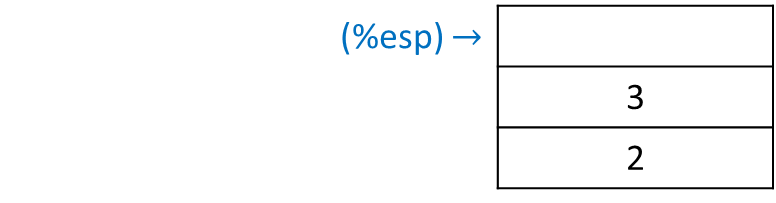 (%esp) →
3
2